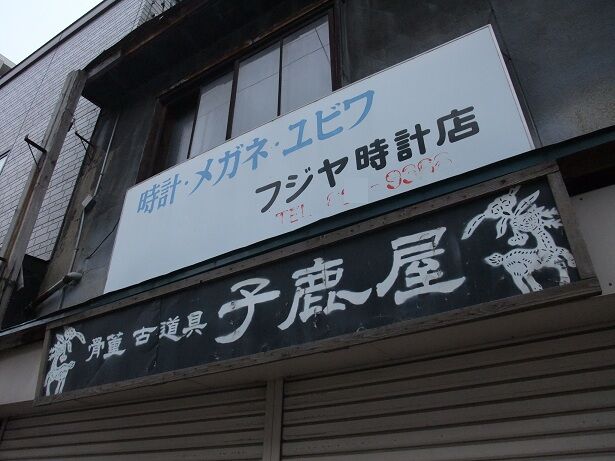 時計・メガネ・ユビワ
フジヤ時計店
TEL
骨董 古道具 子鹿屋